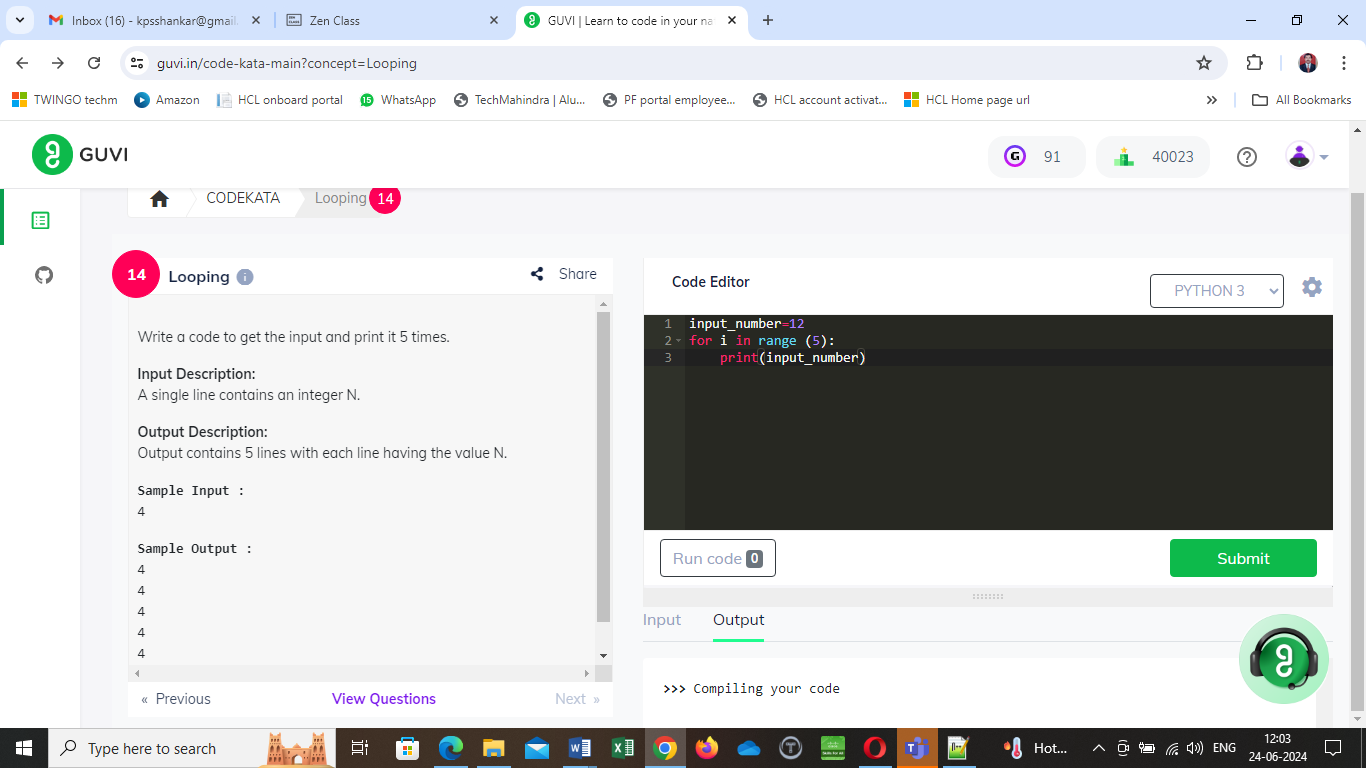 Inbox (16) - kpsshankar@gmail.
Zen Class
GUVI | Learn to code in your na
guvi.in/code-kata-main?concept=Looping
TWINGO techm
Amazon
HCL onboard portal
WhatsApp
TechMahindra | Alu...
PF portal employee...
HCL account activat...
HCL Home page url
All Bookmarks
GUVI
91
40023
CODEKATA
Looping 14
14
Looping
Share
Write a code to get the input and print it 5 times.
Input Description:
A single line contains an integer N.
Output Description:
Output contains 5 lines with each line having the value N.
Sample Input :
4
Sample Output :
4
4
4
4
4
« Previous
View Questions
Next »
Code Editor
PYTHON 3
1 input_number=12
2 for i in range (5):
3 print(input_number)
Run code 0
Submit
Input
Output
>>> Compiling your code
Type here to search
Hot...
ENG
12:03
24-06-2024